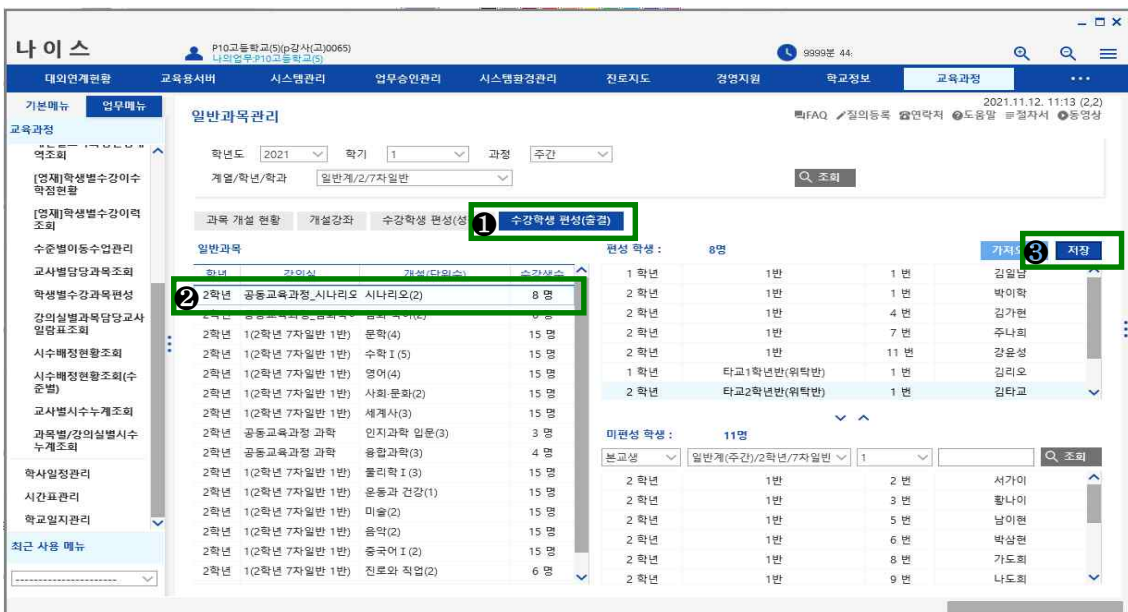 나이스
P10고등학교(5)(p강사(고)0065)
나의업무:P10고등학교(5)
9999분 44:
대외연계현황 교육용서버 시스템관리 업무승인관리 시스템환경관리 진로지도 경영지원 학교정보 교육과정 •••
기본메뉴 업무메뉴
교육과정
역조회
[영재]학생별수강이수
학점현황
[영재]학생별수강이력
조회
수준별이동수업관리
교사별담당과목조회
학생별수강과목편성
강의실별과목담당교사
일람표조회
시수배정현황조회
시수배정현황조회(수
준별)
교사별시수누계조회
과목별/강의실별시수
누계조회
학사일정관리
시간표관리
학교일지관리
최근 사용 메뉴
----------------------
2021.11.12. 11:13 (2,2)
일반과목관리
FAQ 질의등록 연락처 도움말 절차서 동영상
학년도 2021 학기 1 과정 주간
계열/학년/학과 일반계/2/7차일반 조회
과목 개설 현황 개설강좌 수강학생 편성(성 ❶ 수강학생 편성(출결)
일반과목
학년 강의실 개설(단위수) 수강생수
❷ 2학년 공동교육과정_시나리오 시나리오(2) 8 명
2학년 1(2학년 7차일반 1반) 문학(4) 15 명
2학년 1(2학년 7차일반 1반) 수학 I (5) 15 명
2학년 1(2학년 7차일반 1반) 영어(4) 15 명
2학년 1(2학년 7차일반 1반) 사회·문화(2) 15 명
2학년 1(2학년 7차일반 1반) 세계사(3) 15 명
2학년 공동교육과정 과학 인지과학 입문(3) 3 명
2학년 공동교육과정 과학 융합과학(3) 4 명
2학년 1(2학년 7차일반 1반) 물리학 I (3) 15 명
2학년 1(2학년 7차일반 1반) 운동과 건강(1) 15 명
2학년 1(2학년 7차일반 1반) 미술(2) 15 명
2학년 1(2학년 7차일반 1반) 음악(2) 15 명
2학년 1(2학년 7차일반 1반) 중국어 I (2) 15 명
2학년 1(2학년 7차일반 1반) 진로와 직업(2) 6 명
편성 학생 : 8명 가져오 ❸ 저장
1 학년 1반 1 번 김일남
2 학년 1반 1 번 박이학
2 학년 1반 4 번 김가현
2 학년 1반 7 번 주나희
2 학년 1반 11 번 강윤성
1 학년 타교1학년반(위탁반) 1 번 김리오
2 학년 타교2학년반(위탁반) 1 번 김타교
미편성 학생 : 11명
본교생 일반계(주간)/2학년/7차일반 1 조회
2 학년 1반 2 번 서가이
2 학년 1반 3 번 황나이
2 학년 1반 5 번 남이현
2 학년 1반 6 번 박삼현
2 학년 1반 8 번 가도희
2 학년 1반 9 번 나도희